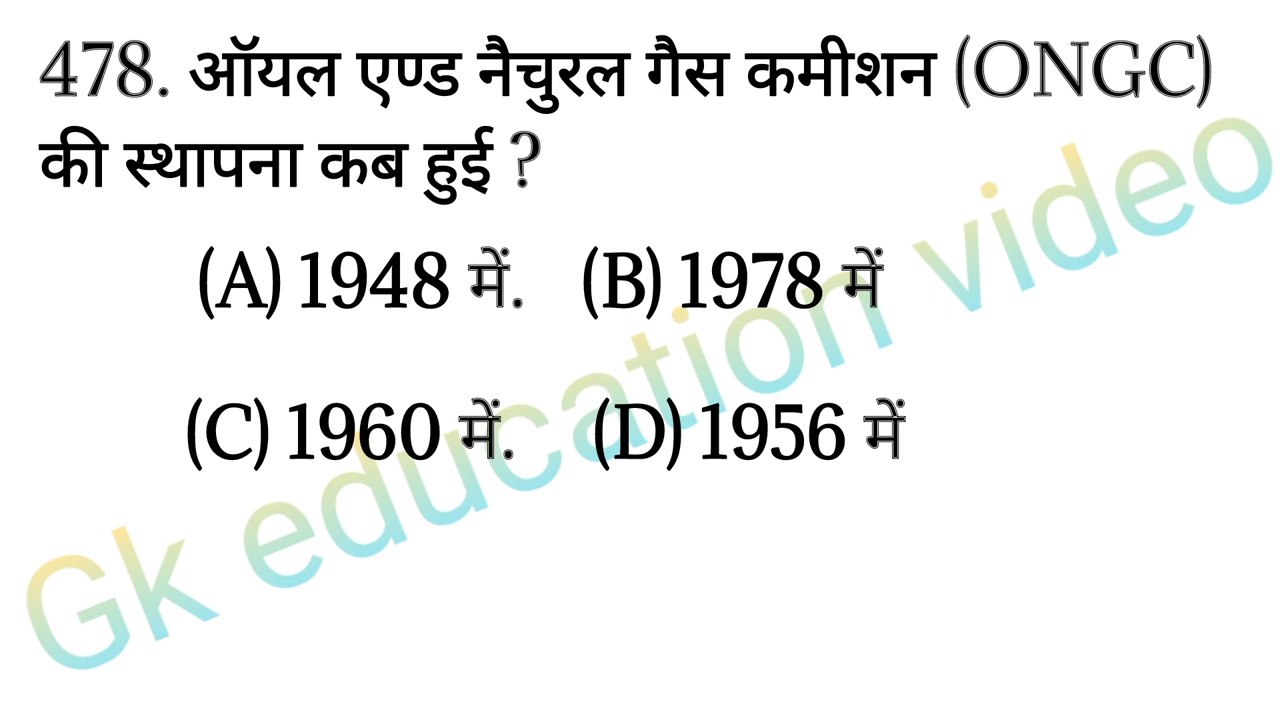 478. ऑयल एण्ड नैचुरल गैस कमीशन (ONGC)
की स्थापना कब हुई ?
(A) 1948 में. (B) 1978 में
(C) 1960 में. (D) 1956 में
Gk education video